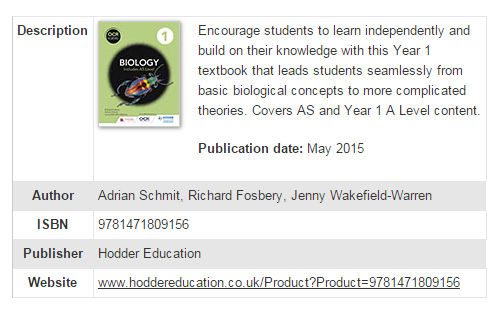 Description
OCR
1
BIOLOGY
Encourage students to learn independently and
build on their knowledge with this Year 1
textbook that leads students seamlessly from
basic biological concepts to more complicated
theories. Covers AS and Year 1 A Level content.
Publication date: May 2015
Author Adrian Schmit, Richard Fosbery, Jenny Wakefield-Warren
ISBN 9781471809156
Publisher Hodder Education
Website www.hoddereducation.co.uk/Product?Product=9781471809156